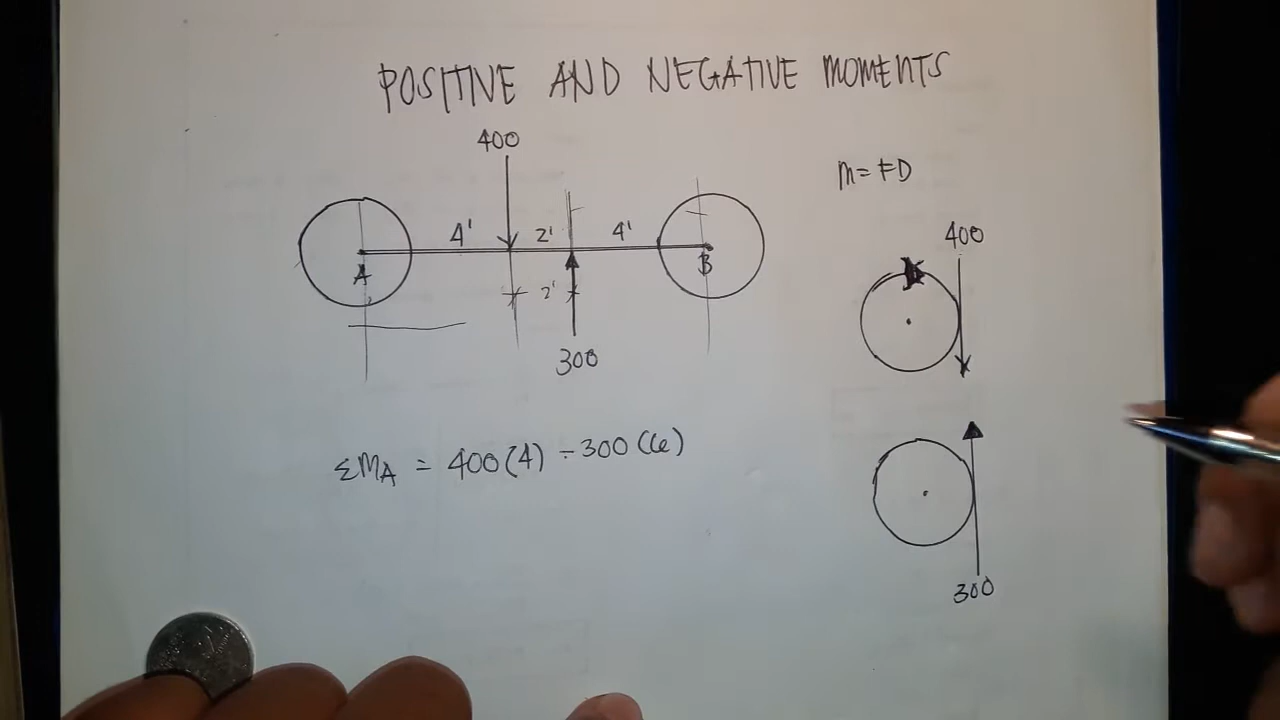 POSITIVE AND NEGATIVE MOMENTS
400
M = FD
4' 2' 4'
A B
2'
300
400
ΣMA = 400(4) - 300(6)
300